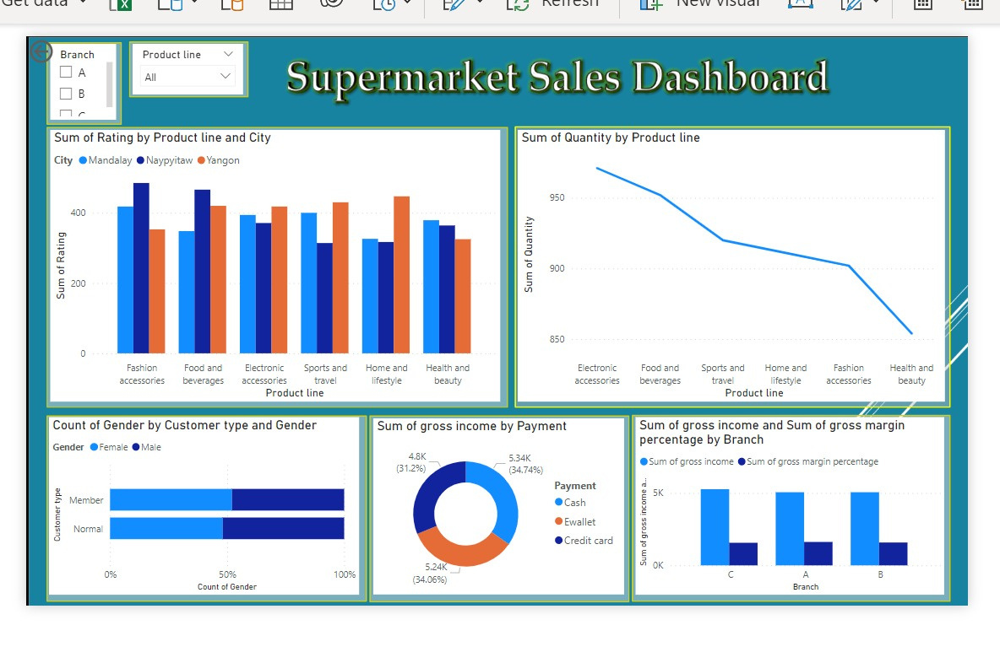 Get data
Refresh
New visual
Branch
A
B
C
Product line
All
Supermarket Sales Dashboard
Sum of Rating by Product line and City
City Mandalay Naypyitaw Yangon
400
200
0
Sum of Rating
Fashion accessories
Food and beverages
Electronic accessories
Sports and travel
Home and lifestyle
Health and beauty
Product line
Sum of Quantity by Product line
950
900
850
Sum of Quantity
Electronic accessories
Food and beverages
Sports and travel
Home and lifestyle
Fashion accessories
Health and beauty
Product line
Count of Gender by Customer type and Gender
Gender Female Male
Customer type
Member
Normal
0% 50% 100%
Count of Gender
Sum of gross income by Payment
4.8K
(31.2%)
5.34K
(34.74%)
5.24K
(34.06%)
Payment
Cash
Ewallet
Credit card
Sum of gross income and Sum of gross margin
percentage by Branch
Sum of gross income Sum of gross margin percentage
Sum of gross income a...
5K
0K
C A B
Branch